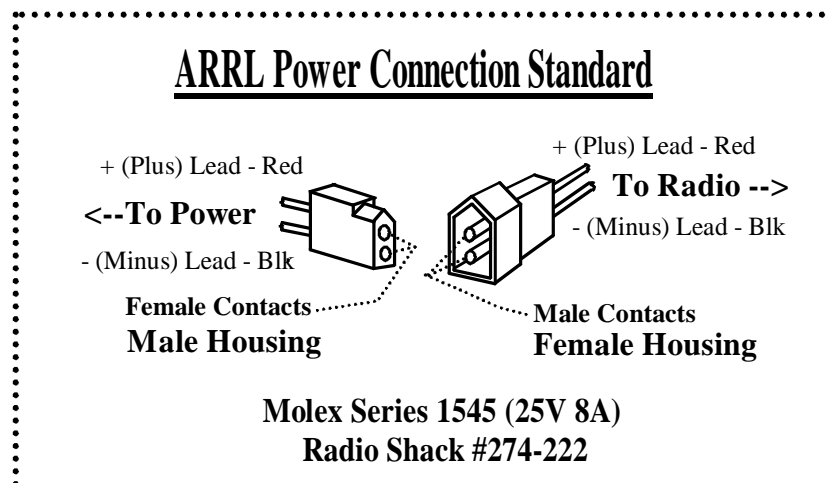 ARRL Power Connection Standard
+ (Plus) Lead - Red
<--To Power
- (Minus) Lead - Blk
Female Contacts
Male Housing
+ (Plus) Lead - Red
To Radio -->
- (Minus) Lead - Blk
Male Contacts
Female Housing
Molex Series 1545 (25V 8A)
Radio Shack #274-222